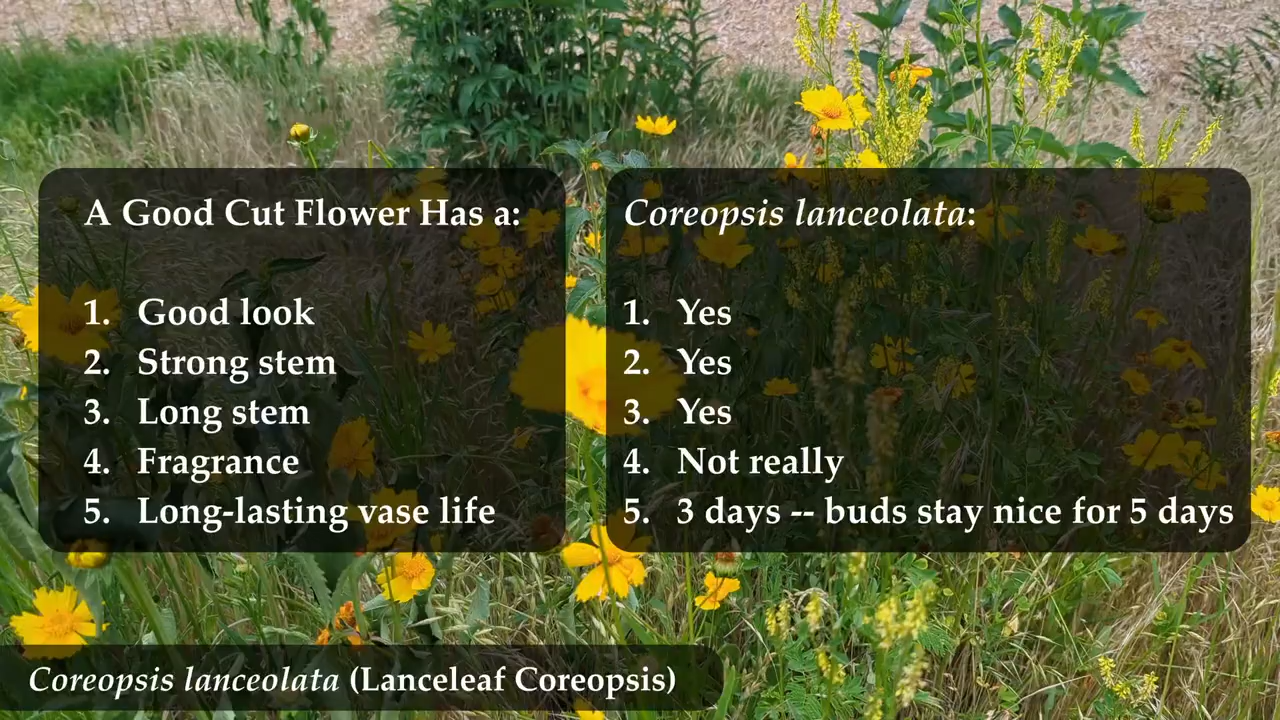 A Good Cut Flower Has a:
1. Good look
2. Strong stem
3. Long stem
4. Fragrance
5. Long-lasting vase life
Coreopsis lanceolata:
1. Yes
2. Yes
3. Yes
4. Not really
5. 3 days -- buds stay nice for 5 days
Coreopsis lanceolata (Lanceleaf Coreopsis)